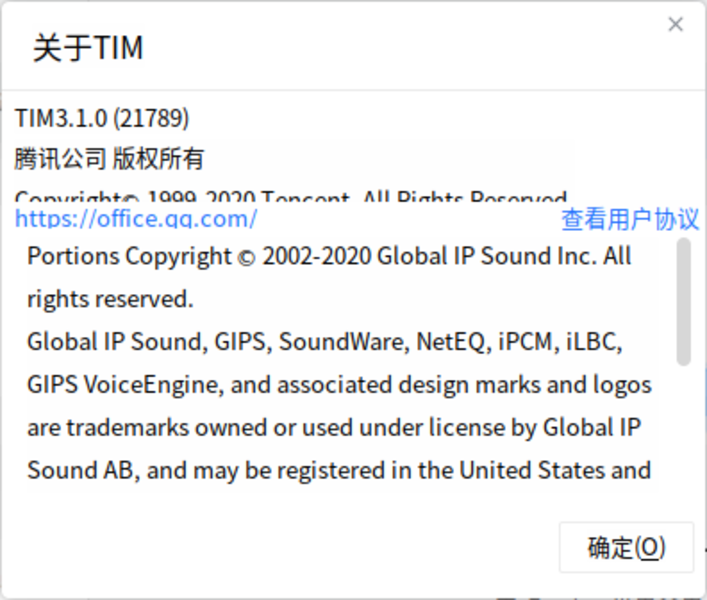 关于TIM
TIM3.1.0 (21789)
腾讯公司 版权所有
Copyright© 1999-2020 Tencent. All Rights Reserved
https://office.qq.com/ 查看用户协议
Portions Copyright © 2002-2020 Global IP Sound Inc. All
rights reserved.
Global IP Sound, GIPS, SoundWare, NetEQ, iPCM, iLBC,
GIPS VoiceEngine, and associated design marks and logos
are trademarks owned or used under license by Global IP
Sound AB, and may be registered in the United States and
确定(O)